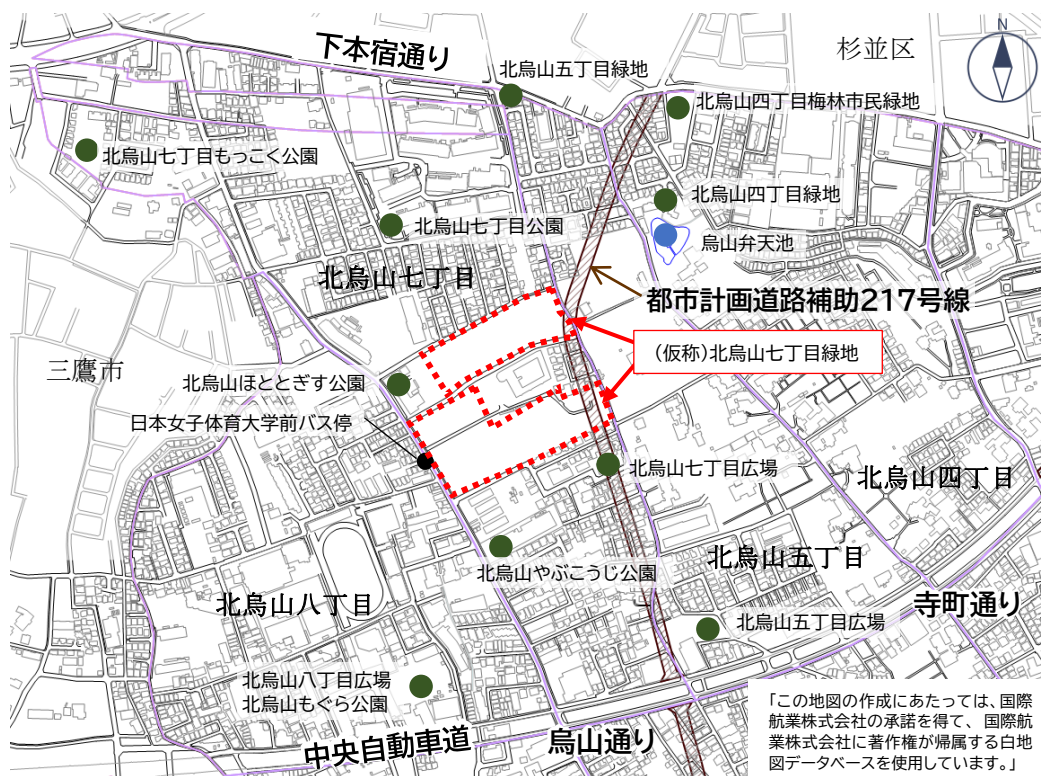 下本宿通り
杉並区
N
北烏山五丁目緑地
北烏山四丁目梅林市民緑地
北烏山七丁目もっこく公園
北烏山四丁目緑地
北烏山七丁目公園
烏山弁天池
北烏山七丁目
都市計画道路補助217号線
(仮称)北烏山七丁目緑地
三鷹市
北烏山ほととぎす公園
日本女子体育大学前バス停
北烏山七丁目広場
北烏山四丁目
北烏山五丁目
北烏山やぶこうじ公園
北烏山八丁目
寺町通り
北烏山五丁目広場
北烏山八丁目広場
北烏山もぐら公園
中央自動車道
烏山通り
「この地図の作成にあたっては、国際
航業株式会社の承諾を得て、国際航
業株式会社に著作権が帰属する白地
図データベースを使用しています。」